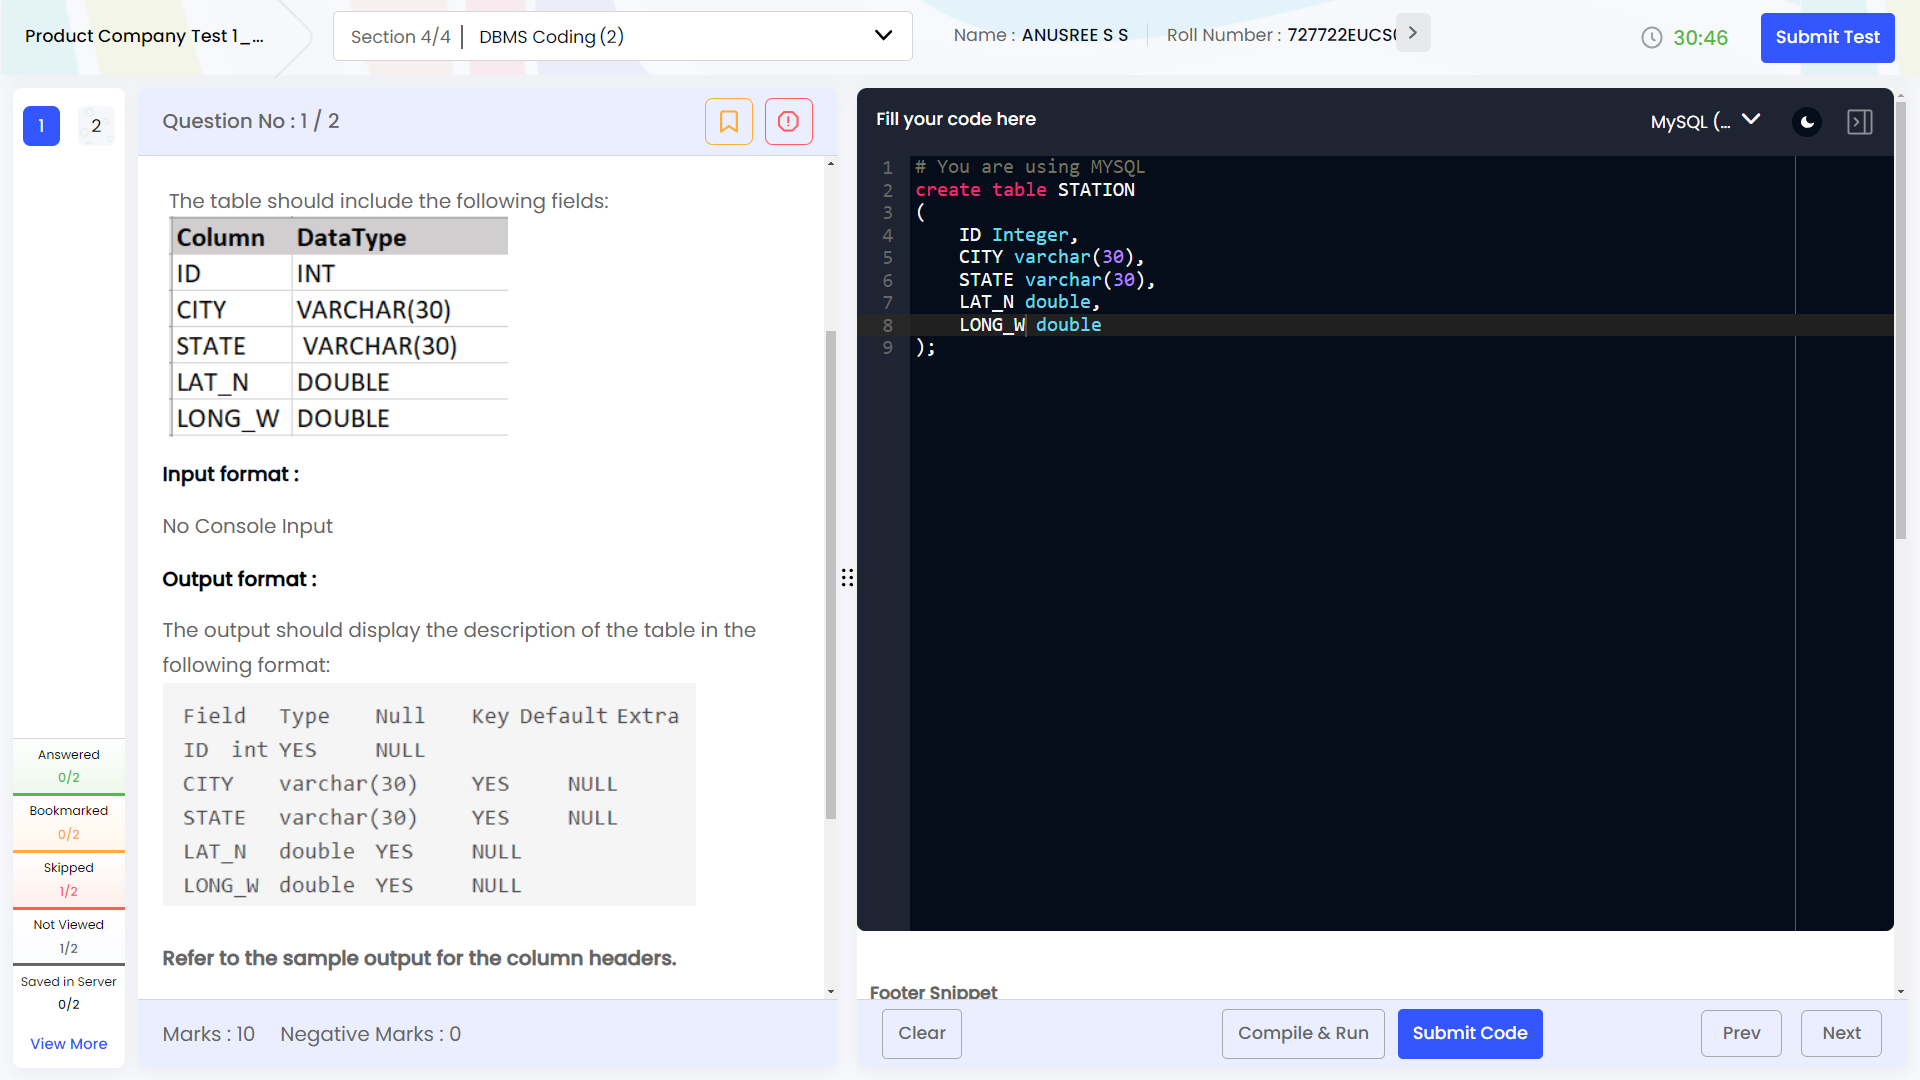 Product Company Test 1_...
Section 4/4 | DBMS Coding (2)
Name : ANUSREE S S
Roll Number : 727722EUCS
30:46
Submit Test
1
2
Question No : 1 / 2
The table should include the following fields:
Column DataType
ID INT
CITY VARCHAR(30)
STATE VARCHAR(30)
LAT_N DOUBLE
LONG_W DOUBLE
Input format :
No Console Input
Output format :
The output should display the description of the table in the
following format:
Field Type Null Key Default Extra
ID int YES NULL
CITY varchar(30) YES NULL
STATE varchar(30) YES NULL
LAT_N double YES NULL
LONG_W double YES NULL
Refer to the sample output for the column headers.
Marks : 10 Negative Marks : 0
Answered
0/2
Bookmarked
0/2
Skipped
1/2
Not Viewed
1/2
Saved in Server
0/2
View More
Fill your code here
MySQL (...
1 # You are using MYSQL
2 create table STATION
3 (
4 ID Integer,
5 CITY varchar(30),
6 STATE varchar(30),
7 LAT_N double,
8 LONG_W double
9 );
Footer Snippet
Clear
Compile & Run
Submit Code
Prev
Next